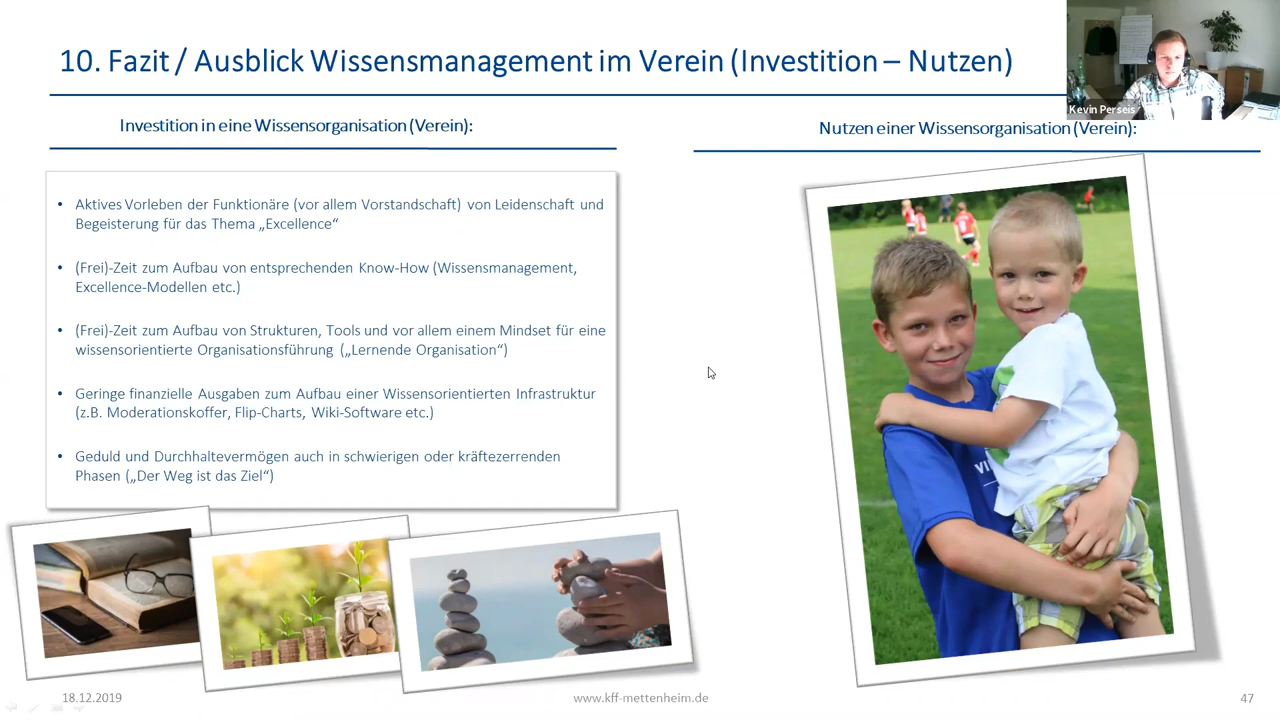 10. Fazit / Ausblick Wissensmanagement im Verein (Investition – Nutzen)
Kevin Perseis
Investition in eine Wissensorganisation (Verein):
Nutzen einer Wissensorganisation (Verein):
• Aktives Vorleben der Funktionäre (vor allem Vorstandschaft) von Leidenschaft und
Begeisterung für das Thema „Excellence“
• (Frei)-Zeit zum Aufbau von entsprechenden Know-How (Wissensmanagement,
Excellence-Modellen etc.)
• (Frei)-Zeit zum Aufbau von Strukturen, Tools und vor allem einem Mindset für eine
wissensorientierte Organisationsführung („Lernende Organisation“)
• Geringe finanzielle Ausgaben zum Aufbau einer Wissensorientierten Infrastruktur
(z.B. Moderationskoffer, Flip-Charts, Wiki-Software etc.)
• Geduld und Durchhaltevermögen auch in schwierigen oder kräftezerrenden
Phasen („Der Weg ist das Ziel“)
18.12.2019
www.kff-mettenheim.de
47